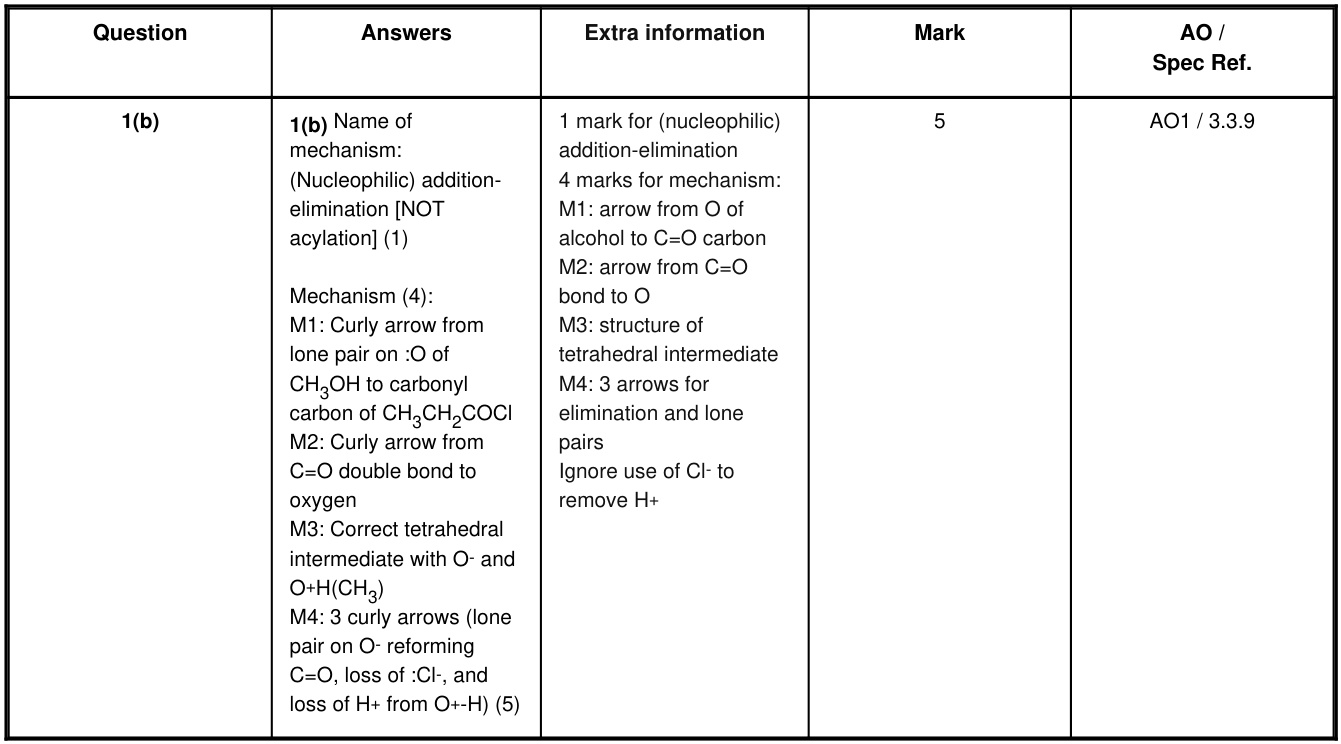 Question
Answers
Extra information
Mark
AO /
Spec Ref.
1(b)
1(b) Name of
mechanism:
(Nucleophilic) addition-
elimination [NOT
acylation] (1)
Mechanism (4):
M1: Curly arrow from
lone pair on :O of
CH₃OH to carbonyl
carbon of CH₃CH₂COCl
M2: Curly arrow from
C=O double bond to
oxygen
M3: Correct tetrahedral
intermediate with O⁻ and
O⁺H(CH₃)
M4: 3 curly arrows (lone
pair on O⁻ reforming
C=O, loss of :Cl⁻, and
loss of H⁺ from O⁺-H) (5)
1 mark for (nucleophilic)
addition-elimination
4 marks for mechanism:
M1: arrow from O of
alcohol to C=O carbon
M2: arrow from C=O
bond to O
M3: structure of
tetrahedral intermediate
M4: 3 arrows for
elimination and lone
pairs
Ignore use of Cl⁻ to
remove H⁺
5
AO1 / 3.3.9